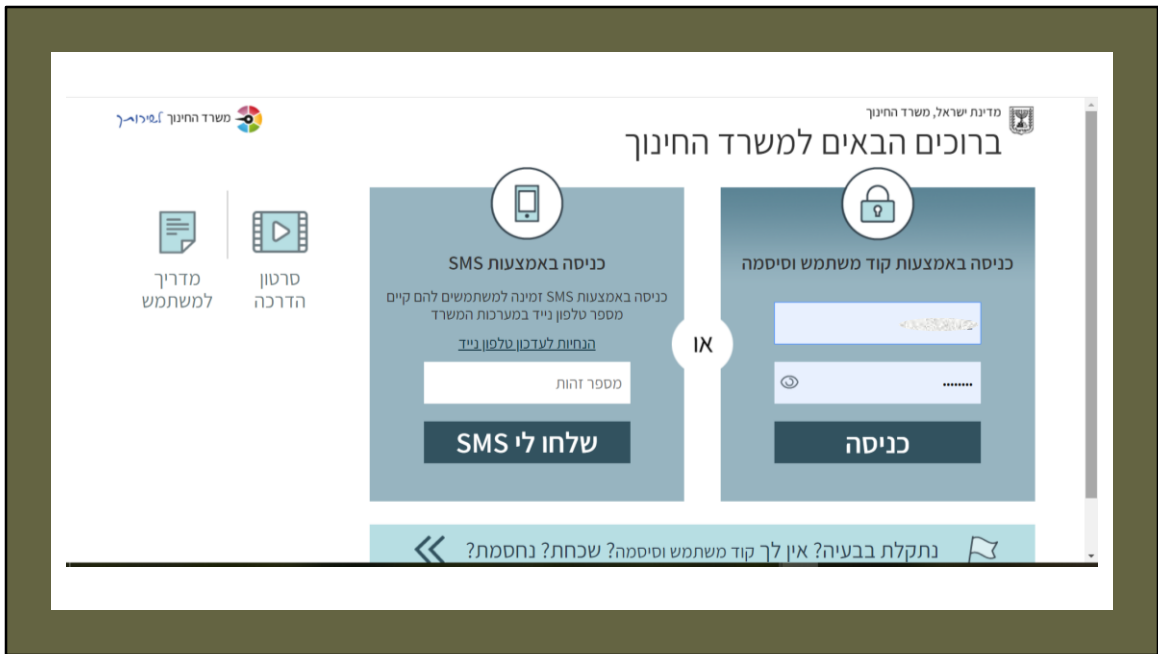 מדינת ישראל, משרד החינוך
ברוכים הבאים למשרד החינוך
משרד החינוך לשירותך
כניסה באמצעות קוד משתמש וסיסמה
כניסה
או
כניסה באמצעות SMS
כניסה באמצעות SMS זמינה למשתמשים להם קיים
מספר טלפון נייד במערכות המשרד
הנחיות לעדכון טלפון נייד
מספר זהות
שלחו לי SMS
סרטון
הדרכה
מדריך
למשתמש
נתקלת בבעיה? אין לך קוד משתמש וסיסמה? שכחת? נחסמת?